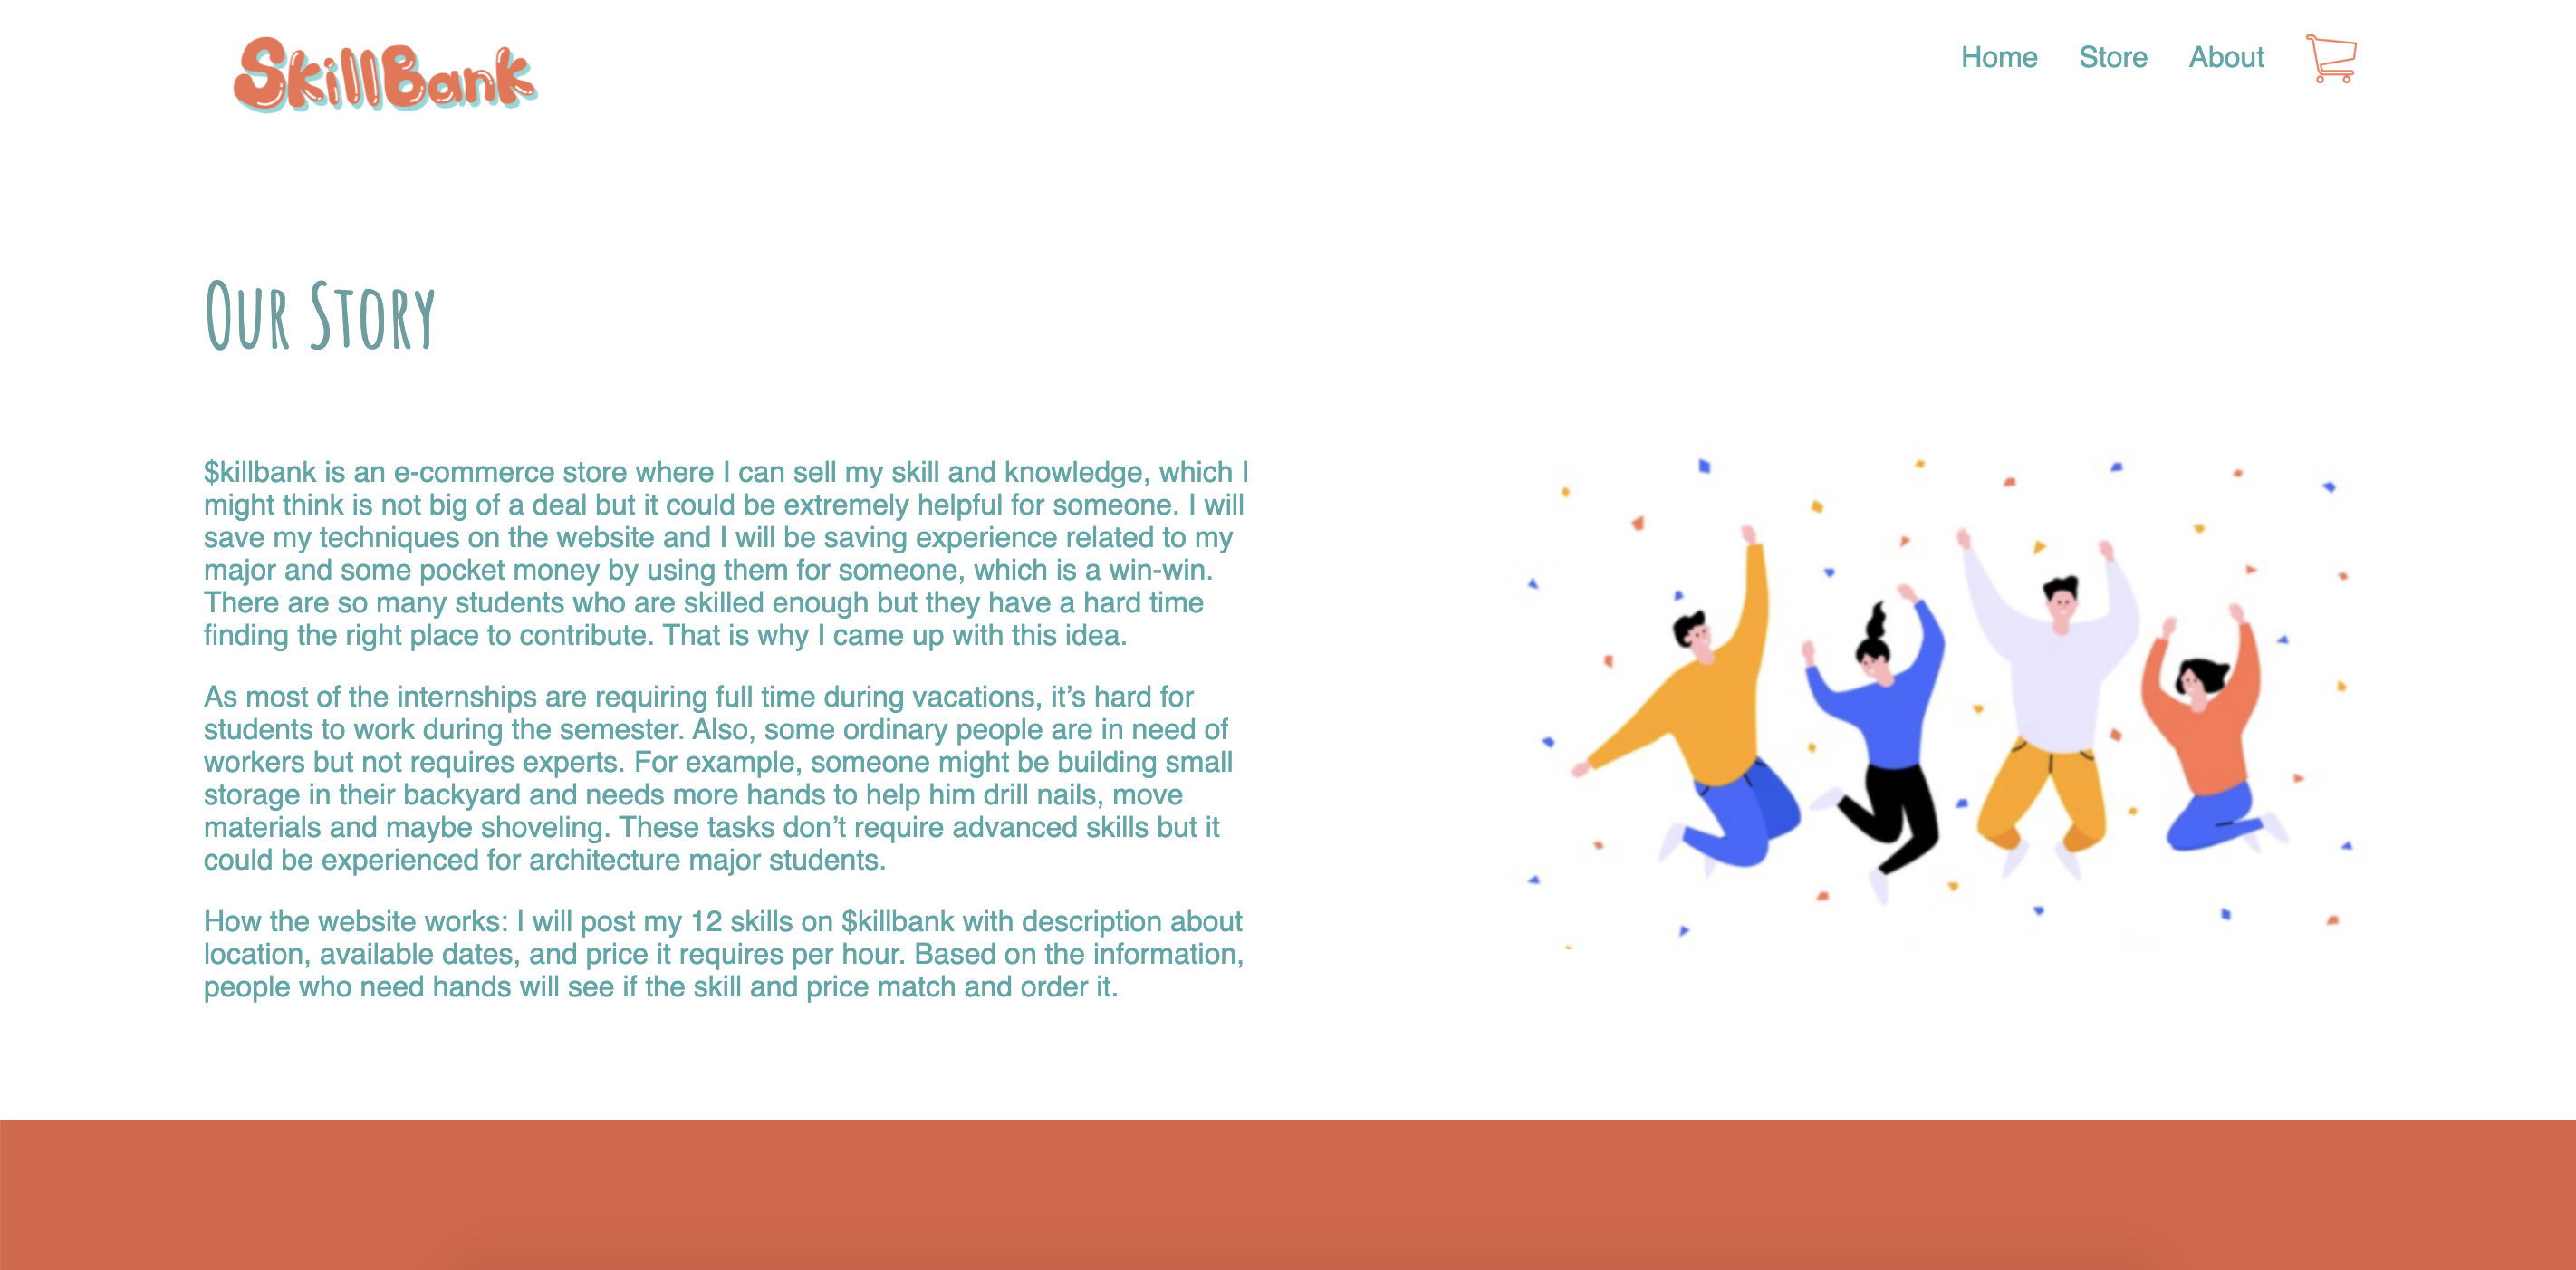 SkillBank
Home Store About
Our Story
$killbank is an e-commerce store where I can sell my skill and knowledge, which I
might think is not big of a deal but it could be extremely helpful for someone. I will
save my techniques on the website and I will be saving experience related to my
major and some pocket money by using them for someone, which is a win-win.
There are so many students who are skilled enough but they have a hard time
finding the right place to contribute. That is why I came up with this idea.
As most of the internships are requiring full time during vacations, it’s hard for
students to work during the semester. Also, some ordinary people are in need of
workers but not requires experts. For example, someone might be building small
storage in their backyard and needs more hands to help him drill nails, move
materials and maybe shoveling. These tasks don’t require advanced skills but it
could be experienced for architecture major students.
How the website works: I will post my 12 skills on $killbank with description about
location, available dates, and price it requires per hour. Based on the information,
people who need hands will see if the skill and price match and order it.